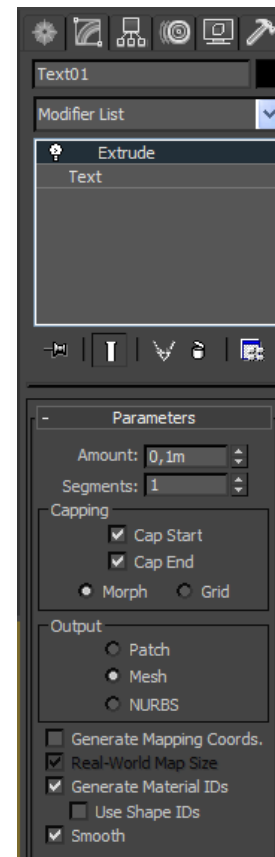 Text01
Modifier List
Extrude
Text
- Parameters
Amount: 0,1m
Segments: 1
Capping
Cap Start
Cap End
Morph Grid
Output
Patch
Mesh
NURBS
Generate Mapping Coords.
Real-World Map Size
Generate Material IDs
Use Shape IDs
Smooth